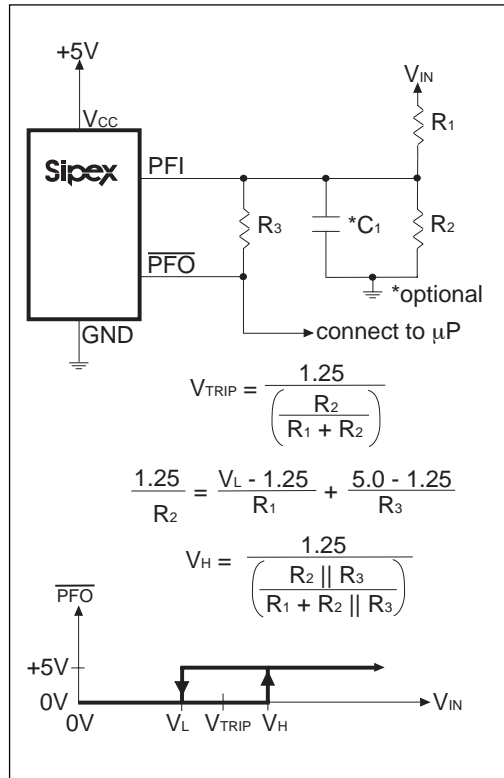 +5V
VIN
VCC
R1
Sipex
PFI
R3
*C1
R2
PFO
*optional
GND
connect to µP
VTRIP = 1.25 / (R2 / (R1 + R2))
1.25 / R2 = VL - 1.25 / R1 + 5.0 - 1.25 / R3
VH = 1.25 / (R2 || R3 / (R1 + R2 || R3))
PFO
+5V
0V
VIN
0V
VL
VTRIP
VH